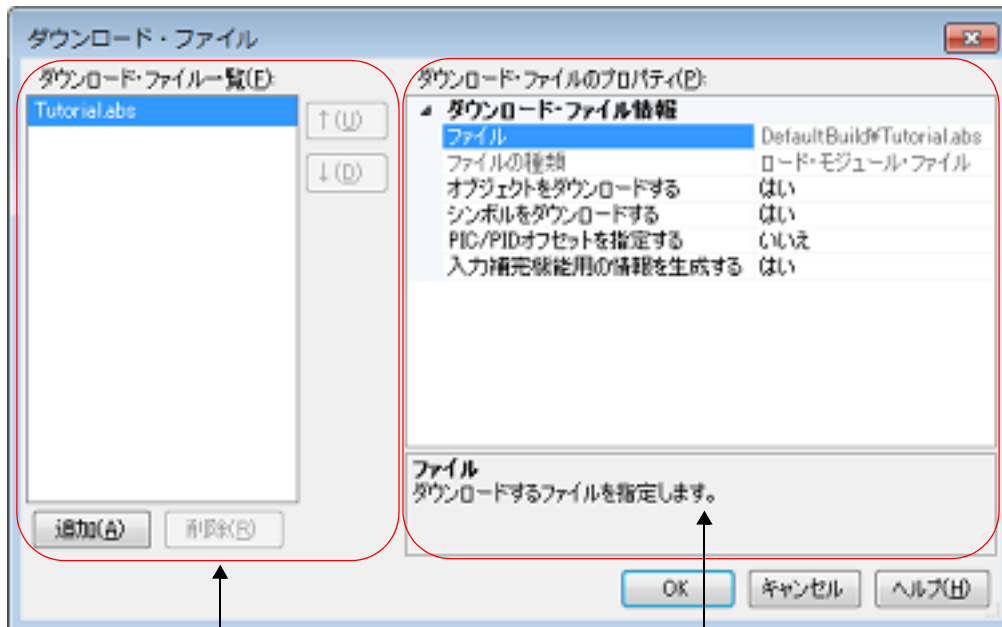 ダウンロード・ファイル
ダウンロード・ファイル一覧(F):
Tutorial.abs
↑(U)
↓(D)
追加(A)
削除(R)
ダウンロード・ファイルのプロパティ(P):
ダウンロード・ファイル情報
ファイル DefaultBuild¥Tutorial.abs
ファイルの種類 ロード・モジュール・ファイル
オブジェクトをダウンロードする はい
シンボルをダウンロードする はい
PIC/PIDオフセットを指定する いいえ
入力補完機能用の情報を生成する はい
ファイル
ダウンロードするファイルを指定します。
OK
キャンセル
ヘルプ(H)